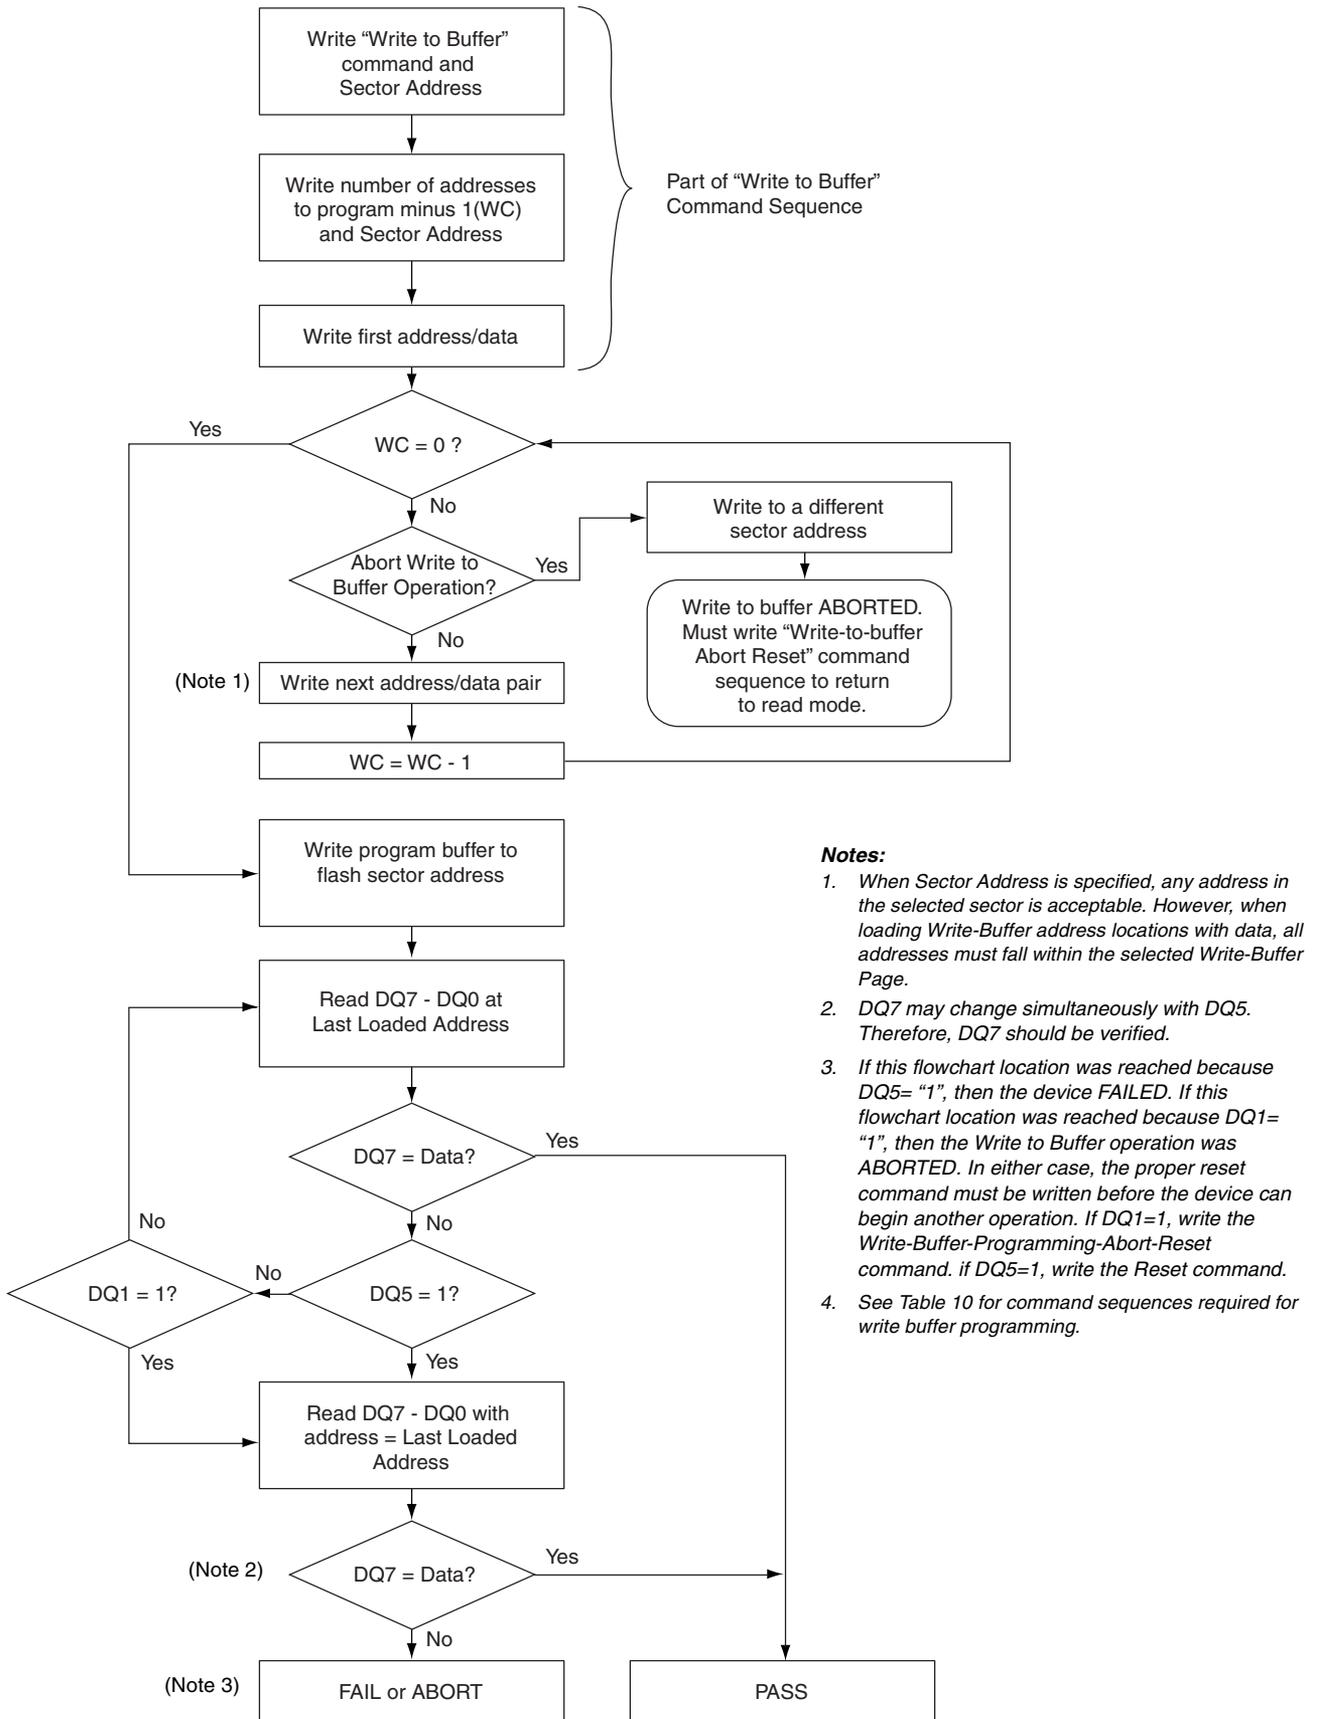 Write “Write to Buffer”
command and
Sector Address
Write number of addresses
to program minus 1(WC)
and Sector Address
Part of “Write to Buffer”
Command Sequence
Write first address/data
WC = 0 ?
Yes
No
Abort Write to
Buffer Operation?
Yes
No
Write to a different
sector address
Write to buffer ABORTED.
Must write “Write-to-buffer
Abort Reset” command
sequence to return
to read mode.
(Note 1)
Write next address/data pair
WC = WC - 1
Write program buffer to
flash sector address
Read DQ7 - DQ0 at
Last Loaded Address
DQ7 = Data?
Yes
No
DQ5 = 1?
No
DQ1 = 1?
No
Yes
Yes
Read DQ7 - DQ0 with
address = Last Loaded
Address
(Note 2)
DQ7 = Data?
Yes
No
(Note 3)
FAIL or ABORT
PASS
Notes:
1. When Sector Address is specified, any address in
the selected sector is acceptable. However, when
loading Write-Buffer address locations with data, all
addresses must fall within the selected Write-Buffer
Page.
2. DQ7 may change simultaneously with DQ5.
Therefore, DQ7 should be verified.
3. If this flowchart location was reached because
DQ5= “1”, then the device FAILED. If this
flowchart location was reached because DQ1=
“1”, then the Write to Buffer operation was
ABORTED. In either case, the proper reset
command must be written before the device can
begin another operation. If DQ1=1, write the
Write-Buffer-Programming-Abort-Reset
command. if DQ5=1, write the Reset command.
4. See Table 10 for command sequences required for
write buffer programming.